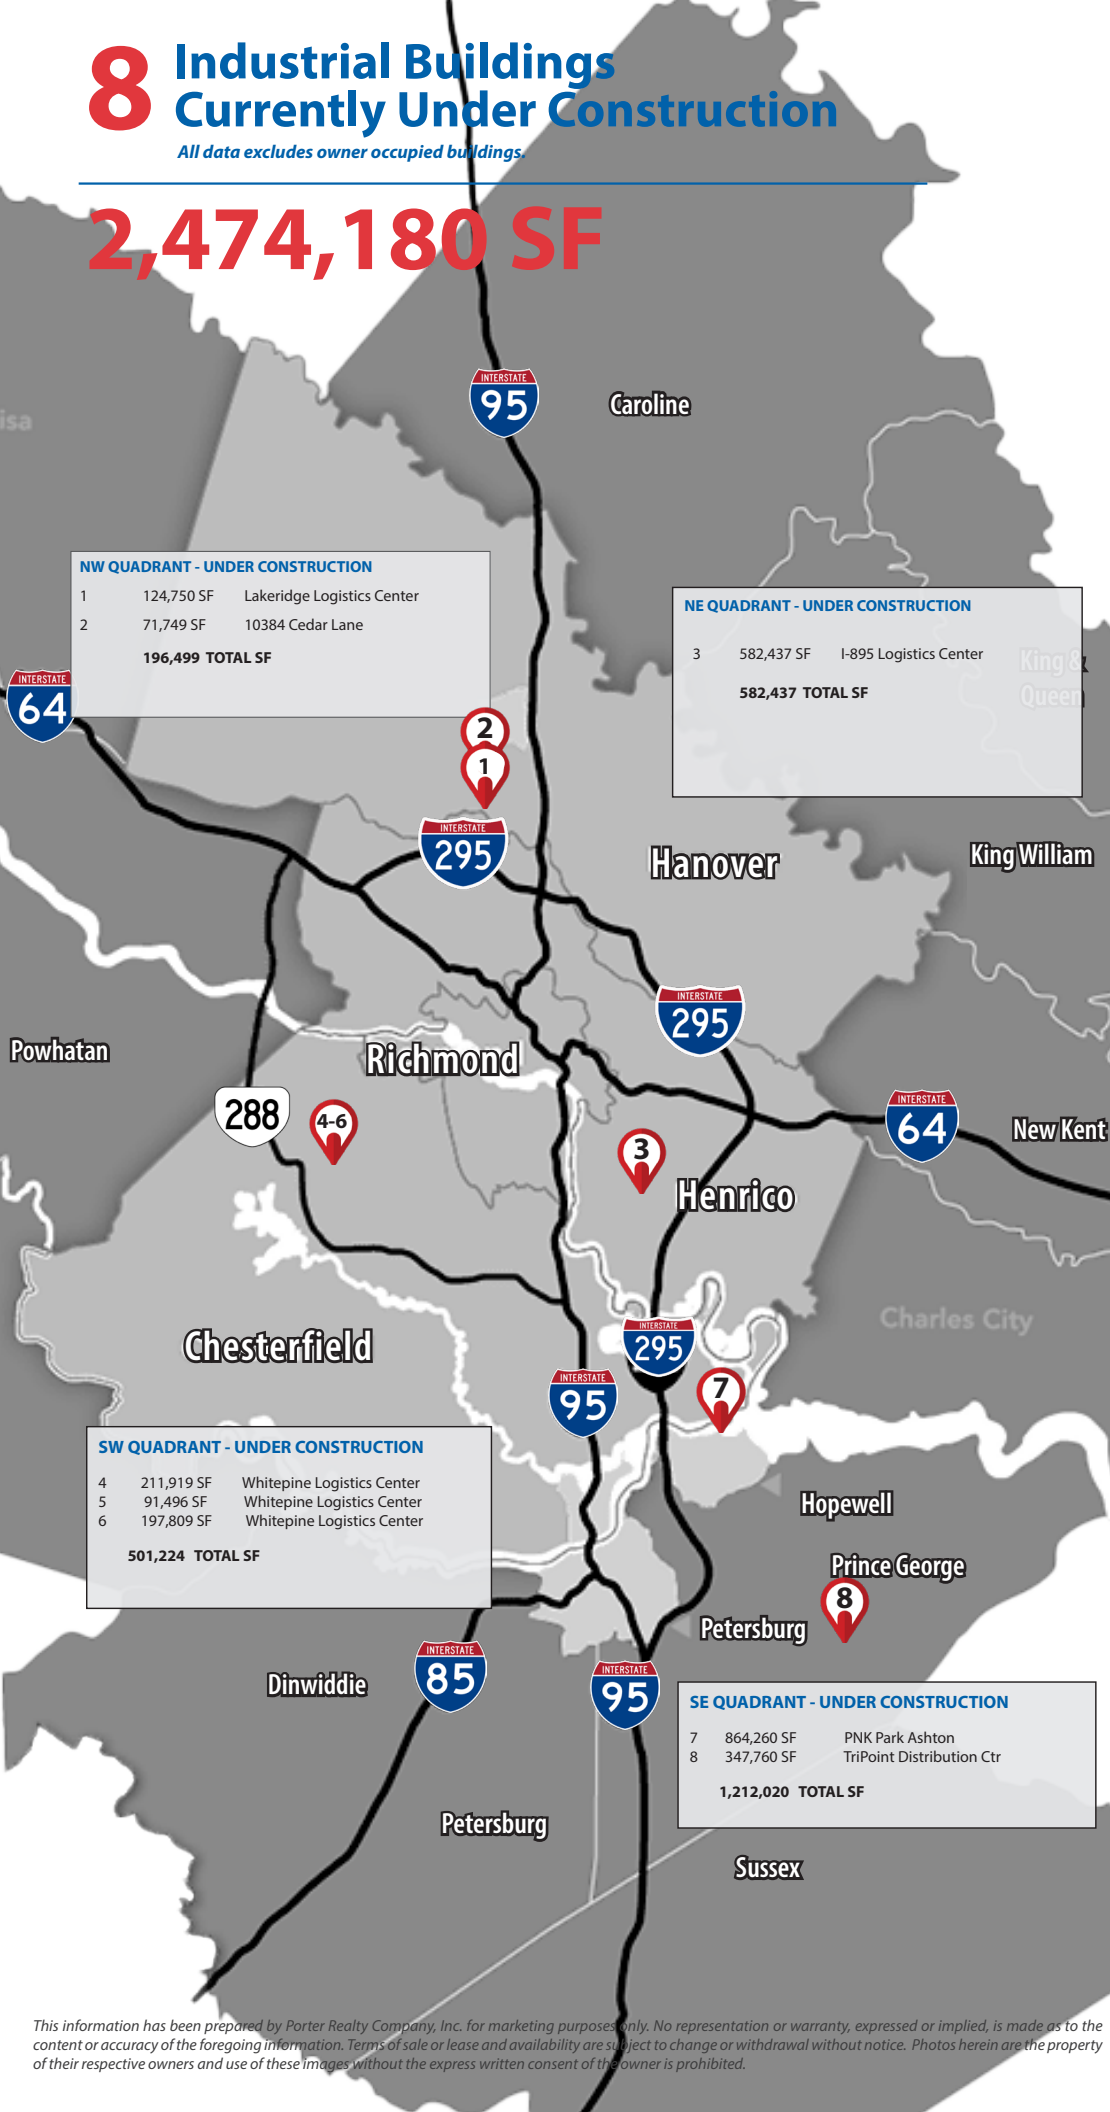 8 Industrial Buildings
Currently Under Construction
All data excludes owner occupied buildings.
2,474,180 SF
INTERSTATE
95
Caroline
isa
NW QUADRANT - UNDER CONSTRUCTION
1 124,750 SF Lakeridge Logistics Center
2 71,749 SF 10384 Cedar Lane
196,499 TOTAL SF
NE QUADRANT - UNDER CONSTRUCTION
3 582,437 SF I-895 Logistics Center
582,437 TOTAL SF
King &
Queen
INTERSTATE
64
2
1
INTERSTATE
295
Hanover
King William
INTERSTATE
295
Powhatan
Richmond
288
4-6
INTERSTATE
64
New Kent
3
Henrico
Charles City
Chesterfield
INTERSTATE
295
INTERSTATE
95
7
SW QUADRANT - UNDER CONSTRUCTION
4 211,919 SF Whitepine Logistics Center
5 91,496 SF Whitepine Logistics Center
6 197,809 SF Whitepine Logistics Center
501,224 TOTAL SF
Hopewell
Prince George
8
Petersburg
INTERSTATE
85
Dinwiddie
INTERSTATE
95
SE QUADRANT - UNDER CONSTRUCTION
7 864,260 SF PNK Park Ashton
8 347,760 SF TriPoint Distribution Ctr
1,212,020 TOTAL SF
Petersburg
Sussex
This information has been prepared by Porter Realty Company, Inc. for marketing purposes only. No representation or warranty, expressed or implied, is made as to the
content or accuracy of the foregoing information. Terms of sale or lease and availability are subject to change or withdrawal without notice. Photos herein are the property
of their respective owners and use of these images without the express written consent of the owner is prohibited.